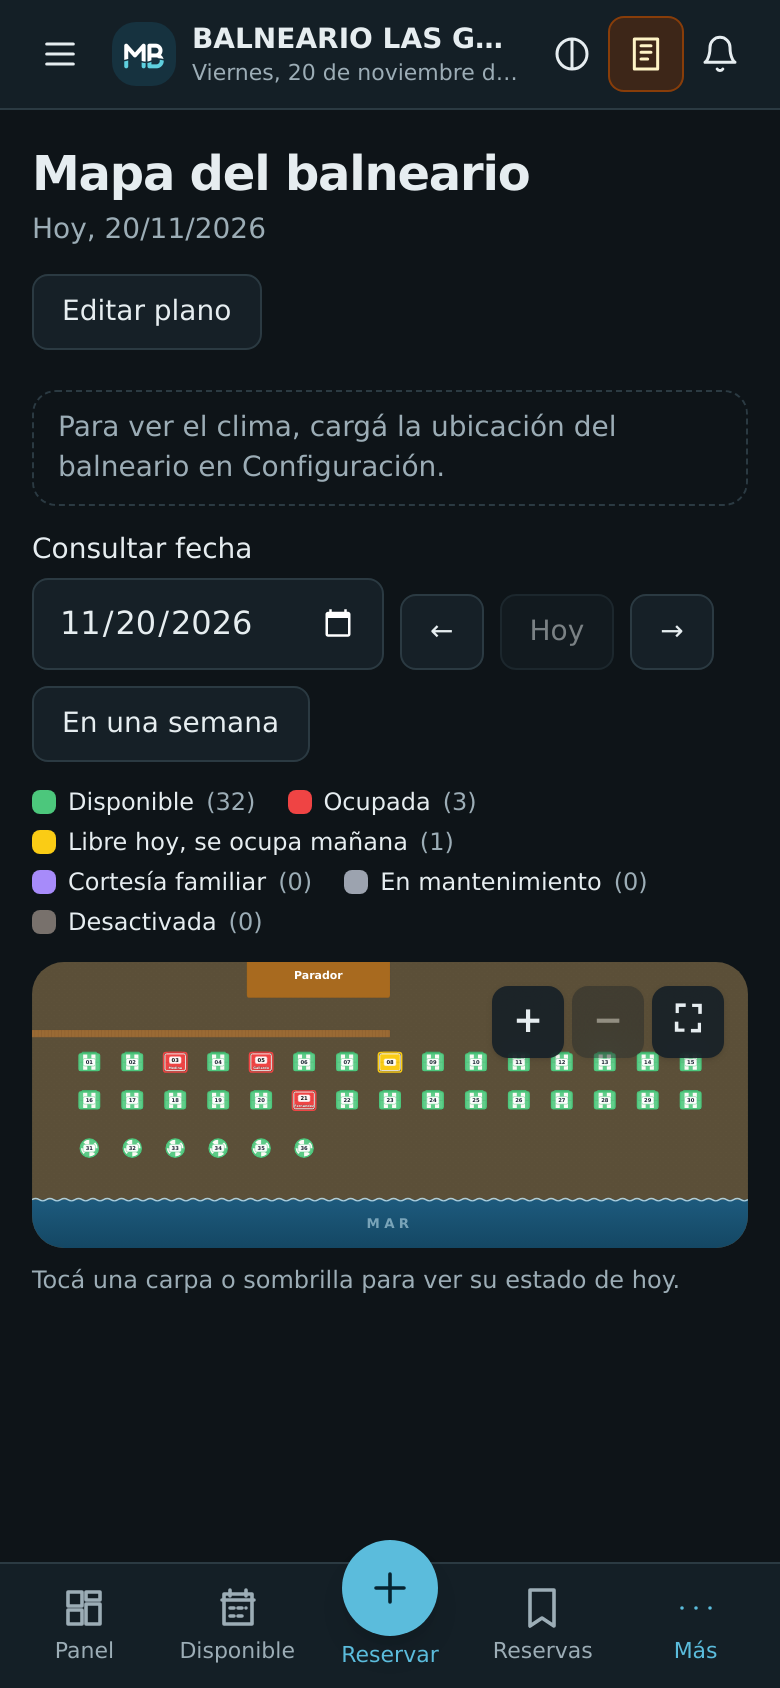 MB
BALNEARIO LAS G...
Viernes, 20 de noviembre d...
Mapa del balneario
Hoy, 20/11/2026
Editar plano
Para ver el clima, cargá la ubicación del
balneario en Configuración.
Consultar fecha
11/20/2026
←
Hoy
→
En una semana
Disponible (32) Ocupada (3)
Libre hoy, se ocupa mañana (1)
Cortesía familiar (0) En mantenimiento (0)
Desactivada (0)
Parador
+ −
01 02 03 04 05 06 07 08 09 10 11 12 13 14 15
16 17 18 19 20 21 22 23 24 25 26 27 28 29 30
31 32 33 34 35 36
MAR
Tocá una carpa o sombrilla para ver su estado de hoy.
Panel Disponible Reservar Reservas Más